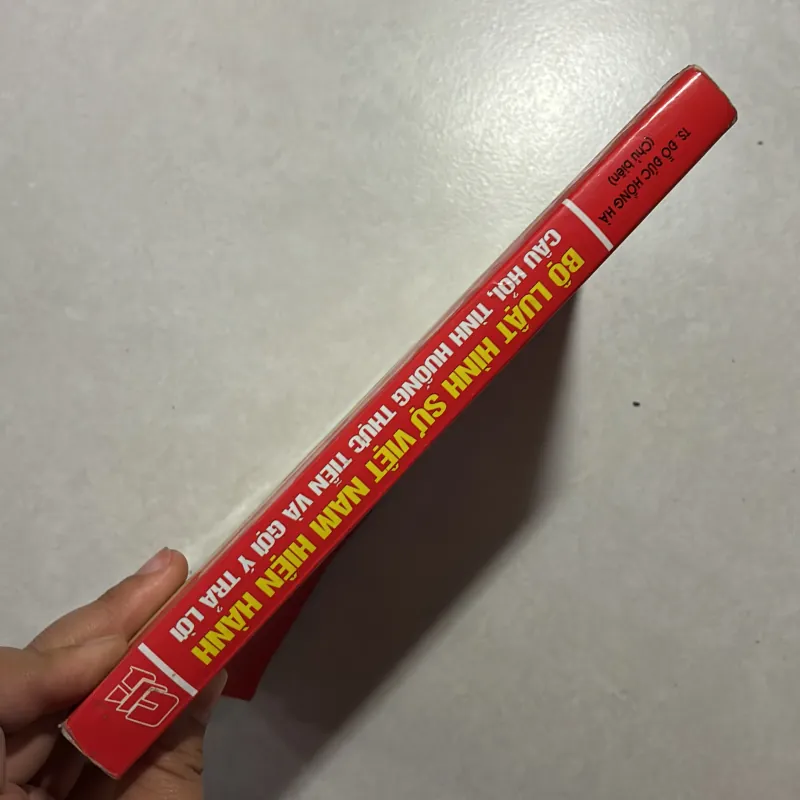 TS. ĐỖ ĐỨC HỒNG HÀ
(Chủ biên)
BỘ LUẬT HÌNH SỰ VIỆT NAM HIỆN HÀNH
CÂU HỎI, TÌNH HUỐNG THỰC TIỄN VÀ GỢI Ý TRẢ LỜI